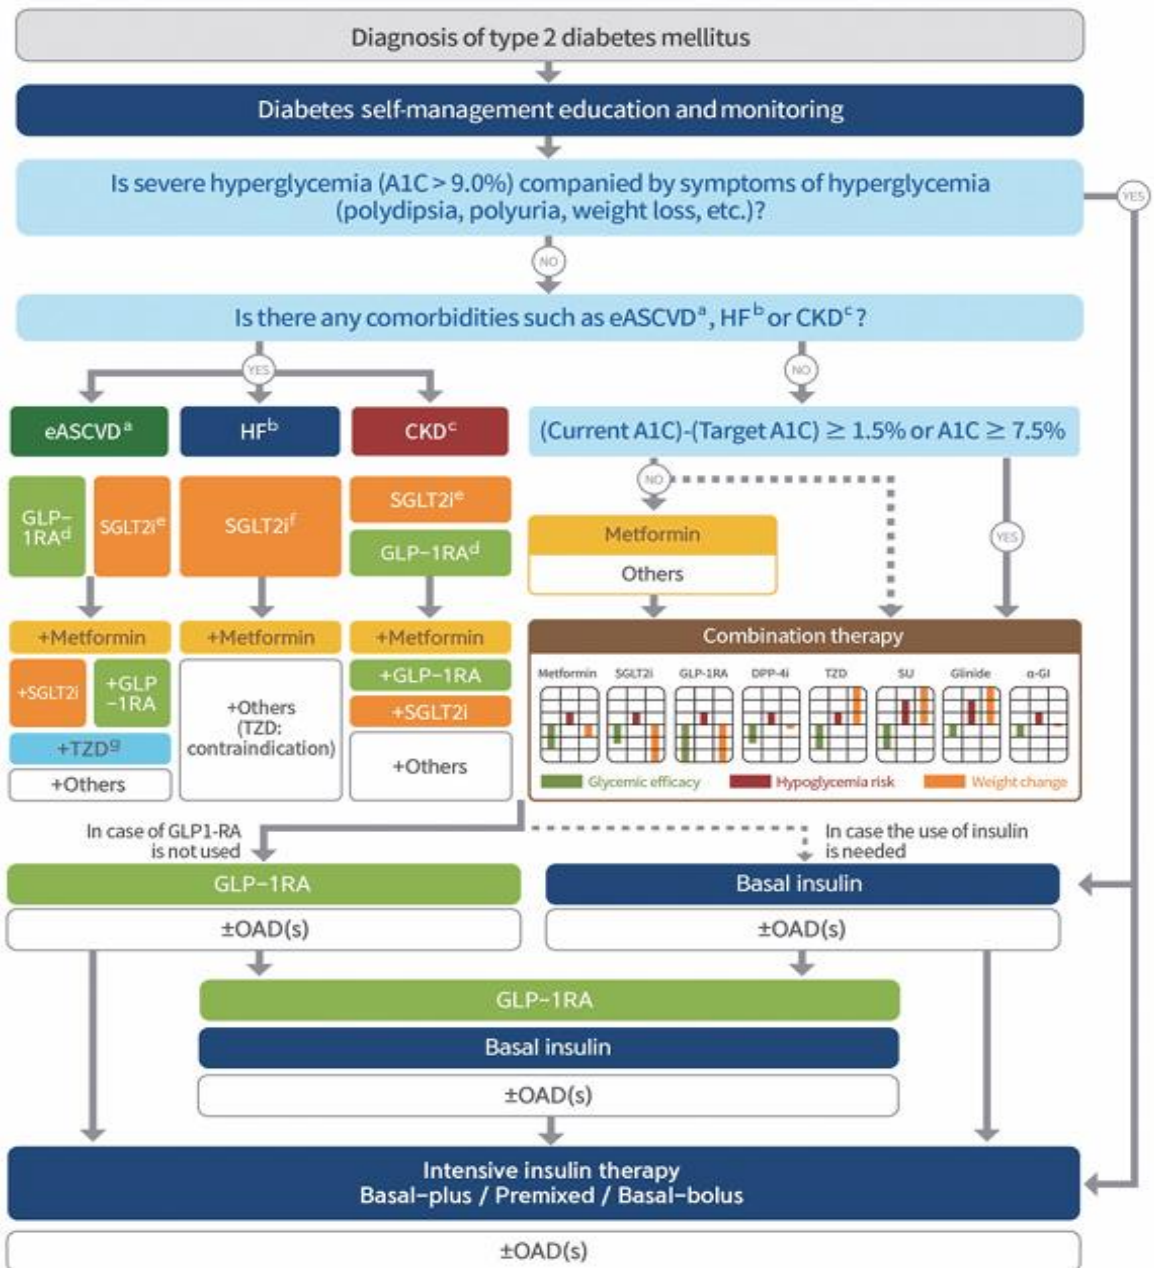 Diagnosis of type 2 diabetes mellitus
Diabetes self-management education and monitoring
Is severe hyperglycemia (A1C > 9.0%) companied by symptoms of hyperglycemia
(polydipsia, polyuria, weight loss, etc.)?
YES
NO
Is there any comorbidities such as eASCVDᵃ, HFᵇ or CKDᶜ?
YES
NO
eASCVDᵃ
HFᵇ
CKDᶜ
(Current A1C)-(Target A1C) ≥ 1.5% or A1C ≥ 7.5%
GLP-
1RAᵈ
SGLT2iᵉ
SGLT2iᶠ
SGLT2iᵉ
GLP-1RAᵈ
NO
YES
Metformin
Others
+Metformin
+SGLT2i
+GLP
-1RA
+TZDᵍ
+Others
+Metformin
+Others
(TZD:
contraindication)
+Metformin
+GLP-1RA
+SGLT2i
+Others
Combination therapy
Metformin SGLT2i GLP-1RA DPP-4i TZD SU Glinide α-GI
Glycemic efficacy Hypoglycemia risk Weight change
In case of GLP1-RA
is not used
In case the use of insulin
is needed
GLP-1RA
±OAD(s)
Basal insulin
±OAD(s)
GLP-1RA
Basal insulin
±OAD(s)
Intensive insulin therapy
Basal-plus / Premixed / Basal-bolus
±OAD(s)